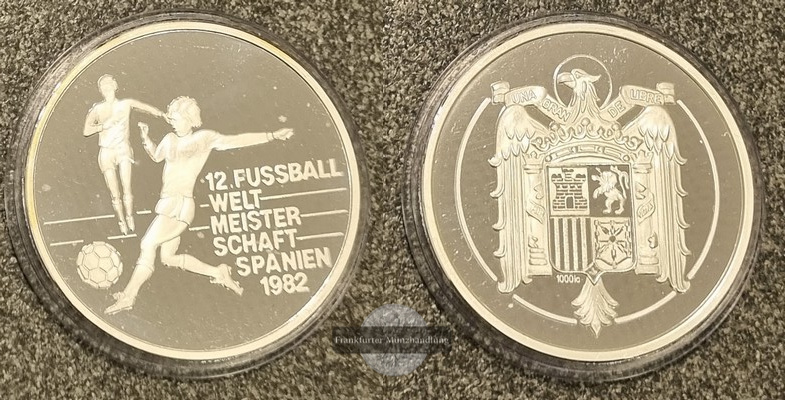 12. FUSSBALL
WELT
MEISTER
SCHAFT
SPANIEN
1982
UNA GRANDE LIBRE
1000
Frankfurter Münzhandlung